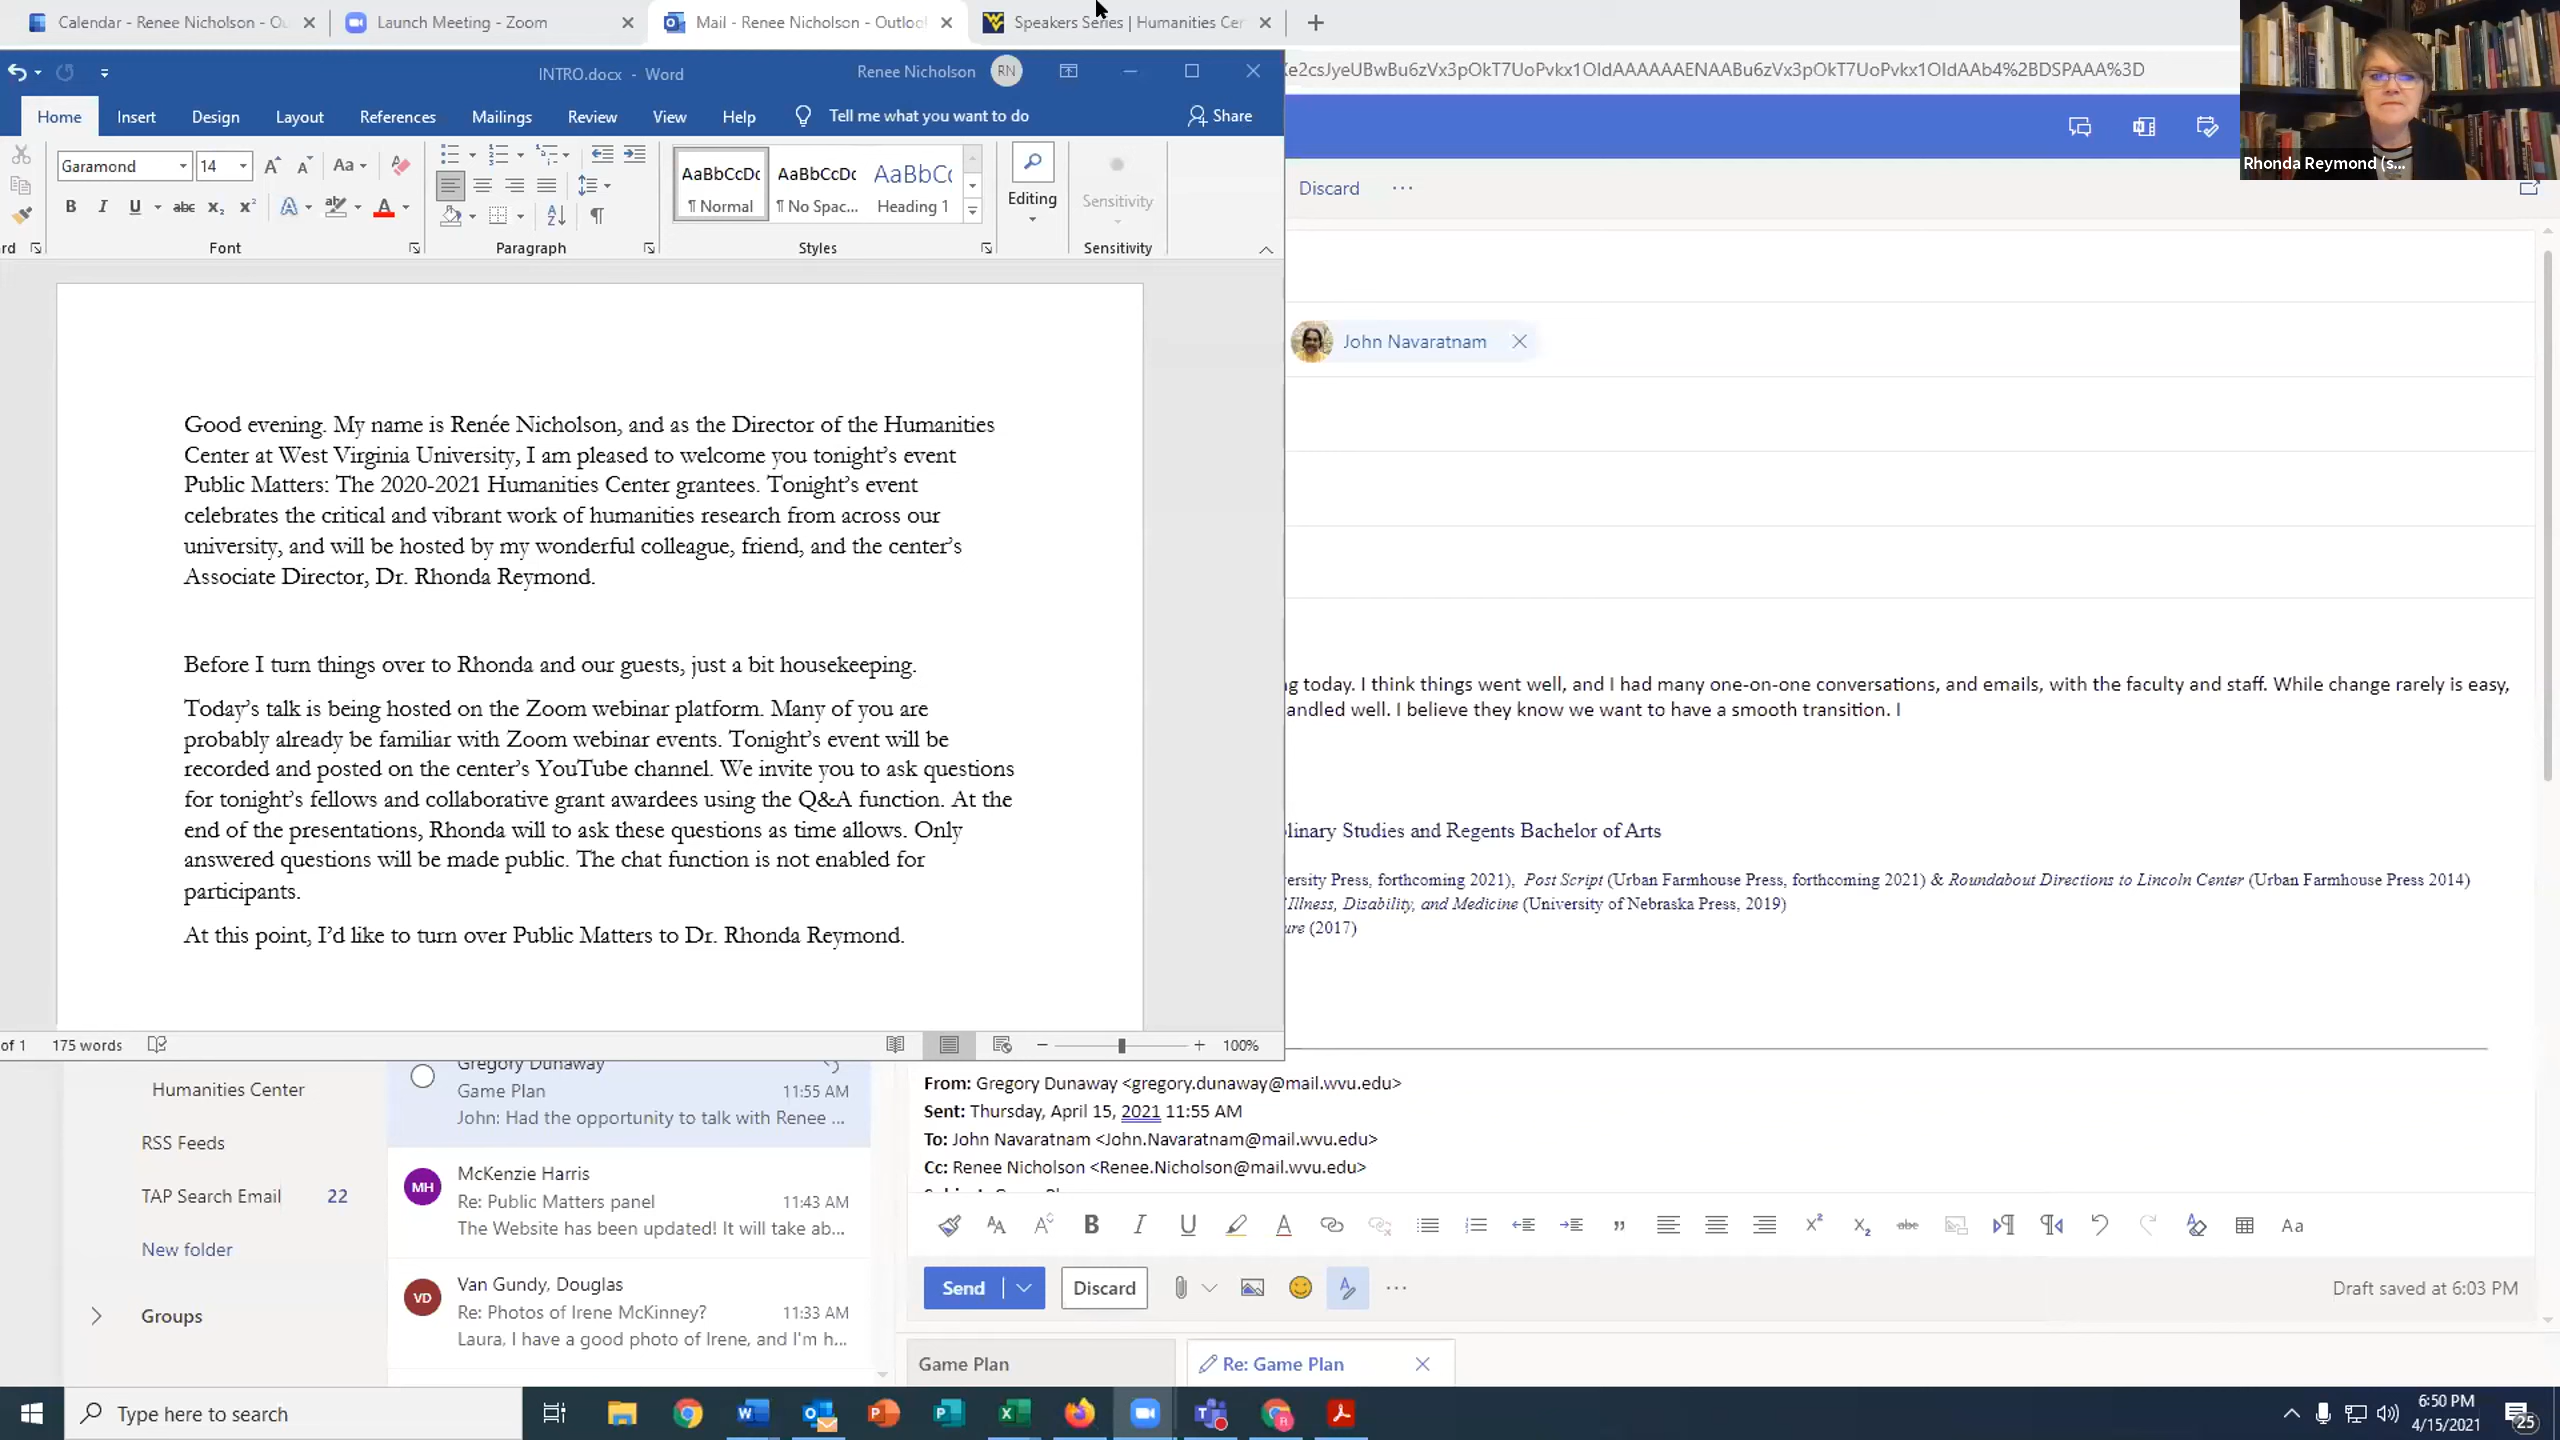 Calendar - Renee Nicholson - Ou
Launch Meeting - Zoom
Mail - Renee Nicholson - Outlook
Speakers Series | Humanities Cen
INTRO.docx - Word
Renee Nicholson
RN
Ke2csJyeUBwBu6zVx3pOkT7UoPvkx1OIdAAAAAAENAABu6zVx3pOkT7UoPvkx1OIdAAb4%2BDSPAAA%3D
Home
Insert
Design
Layout
References
Mailings
Review
View
Help
Tell me what you want to do
Share
Rhonda Reymond (s...
Garamond
14
AaBbCcDc
AaBbCcDc
AaBbCc
¶ Normal
¶ No Spac...
Heading 1
Editing
Sensitivity
rd
Font
Paragraph
Styles
Sensitivity
Discard
John Navaratnam
Good evening. My name is Renée Nicholson, and as the Director of the Humanities
Center at West Virginia University, I am pleased to welcome you tonight’s event
Public Matters: The 2020-2021 Humanities Center grantees. Tonight’s event
celebrates the critical and vibrant work of humanities research from across our
university, and will be hosted by my wonderful colleague, friend, and the center’s
Associate Director, Dr. Rhonda Reymond.
Before I turn things over to Rhonda and our guests, just a bit housekeeping.
Today’s talk is being hosted on the Zoom webinar platform. Many of you are
probably already be familiar with Zoom webinar events. Tonight’s event will be
recorded and posted on the center’s YouTube channel. We invite you to ask questions
for tonight’s fellows and collaborative grant awardees using the Q&A function. At the
end of the presentations, Rhonda will to ask these questions as time allows. Only
answered questions will be made public. The chat function is not enabled for
participants.
At this point, I’d like to turn over Public Matters to Dr. Rhonda Reymond.
ng today. I think things went well, and I had many one-on-one conversations, and emails, with the faculty and staff. While change rarely is easy,
andled well. I believe they know we want to have a smooth transition. I
linary Studies and Regents Bachelor of Arts
ersity Press, forthcoming 2021), Post Script (Urban Farmhouse Press, forthcoming 2021) & Roundabout Directions to Lincoln Center (Urban Farmhouse Press 2014)
Illness, Disability, and Medicine (University of Nebraska Press, 2019)
ure (2017)
of 1
175 words
100%
Humanities Center
RSS Feeds
TAP Search Email 22
New folder
Groups
Gregory Dunaway
Game Plan 11:55 AM
John: Had the opportunity to talk with Renee ...
MH
McKenzie Harris
Re: Public Matters panel 11:43 AM
The Website has been updated! It will take ab...
VD
Van Gundy, Douglas
Re: Photos of Irene McKinney? 11:33 AM
Laura, I have a good photo of Irene, and I'm h...
From: Gregory Dunaway <gregory.dunaway@mail.wvu.edu>
Sent: Thursday, April 15, 2021 11:55 AM
To: John Navaratnam <John.Navaratnam@mail.wvu.edu>
Cc: Renee Nicholson <Renee.Nicholson@mail.wvu.edu>
Send
Discard
Draft saved at 6:03 PM
Game Plan
Re: Game Plan
Type here to search
6:50 PM
4/15/2021
25